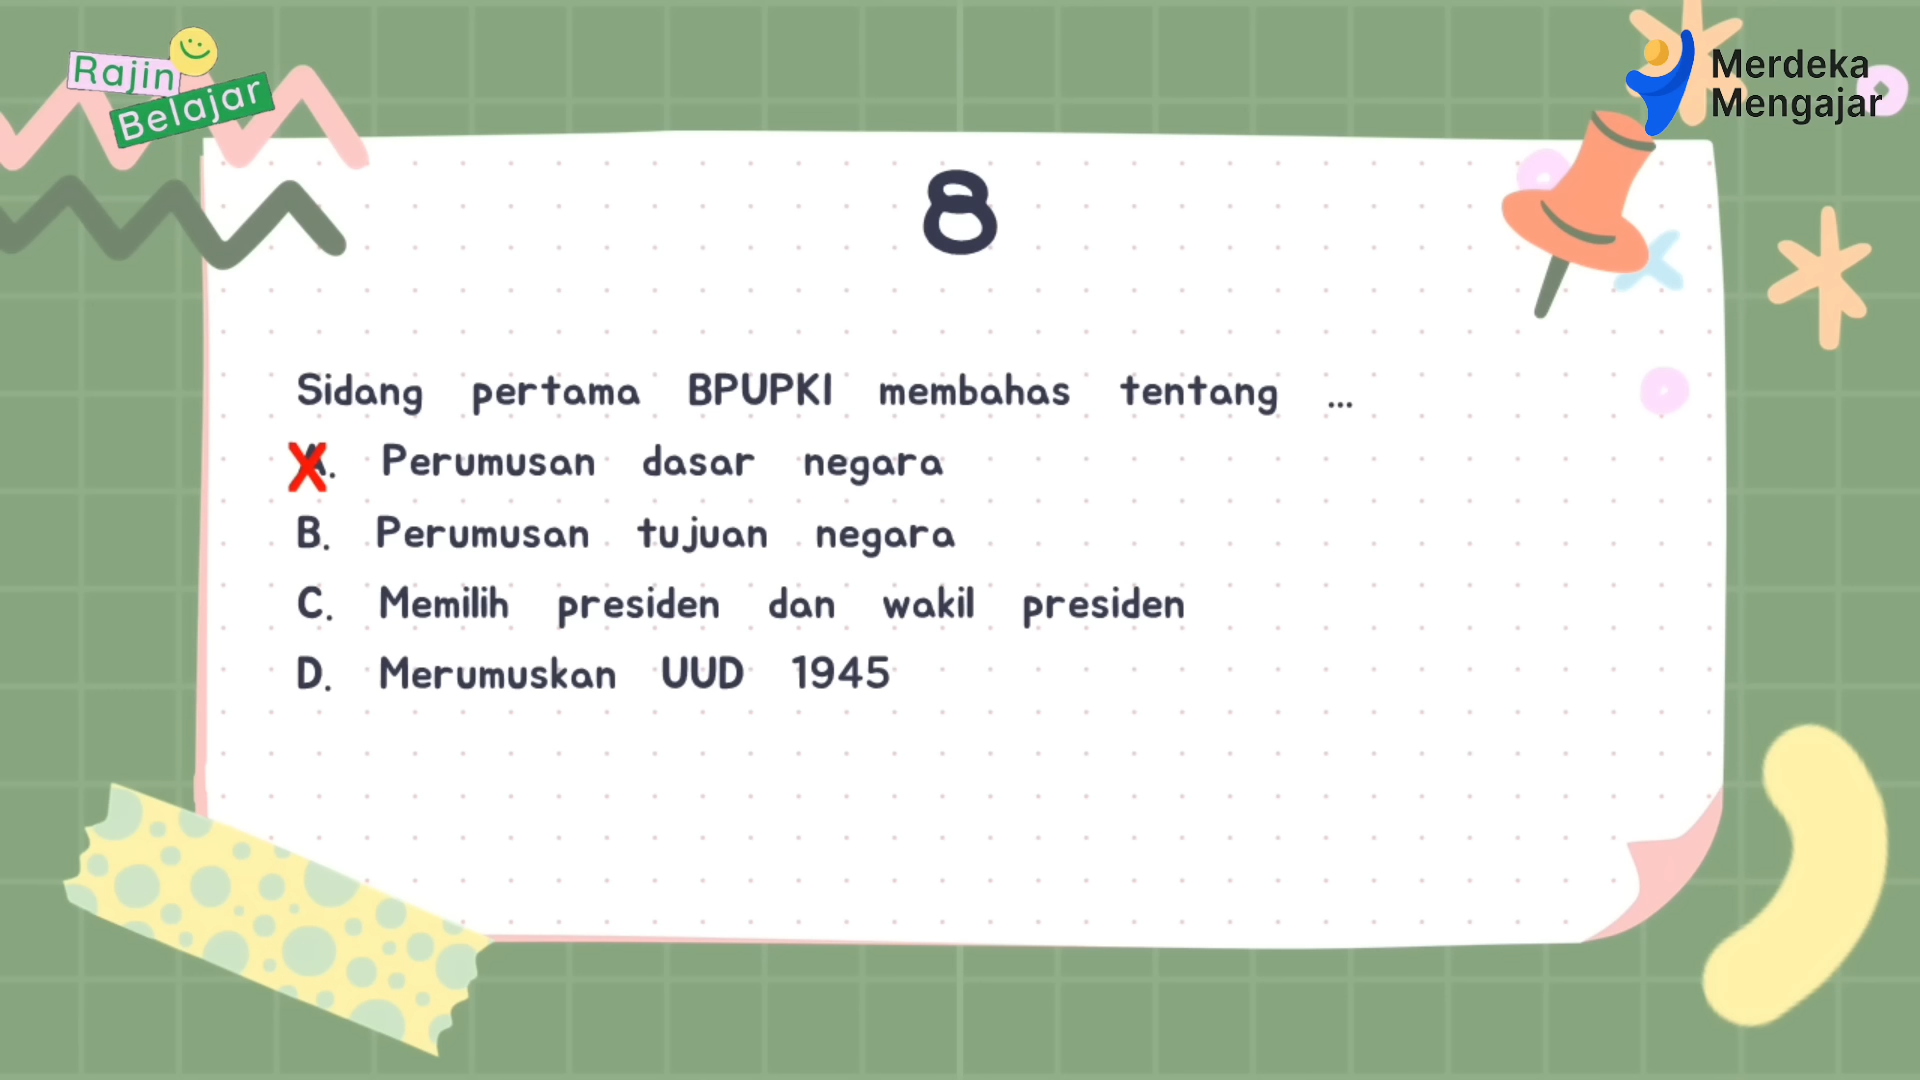 Rajin
Belajar
Merdeka
Mengajar
8
Sidang pertama BPUPKI membahas tentang ...
A. Perumusan dasar negara
B. Perumusan tujuan negara
C. Memilih presiden dan wakil presiden
D. Merumuskan UUD 1945